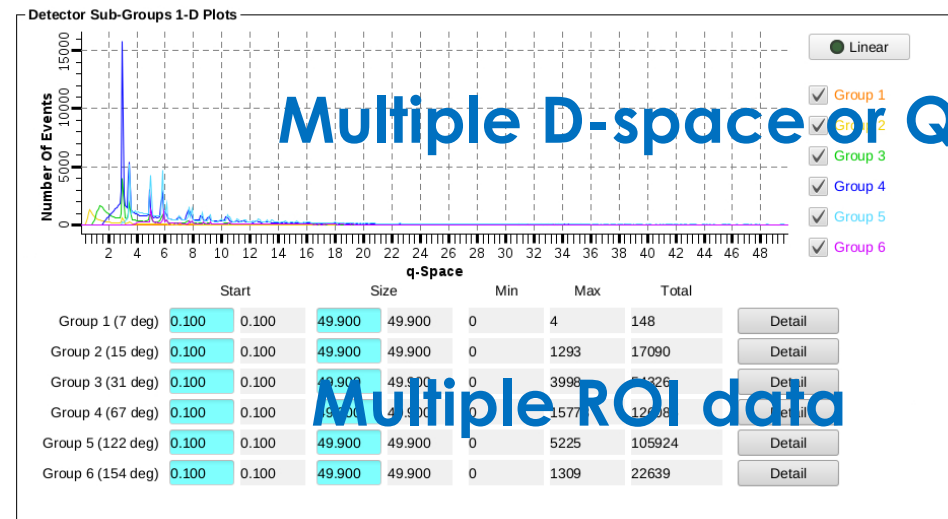 Detector Sub-Groups 1-D Plots
Number Of Events
15000
10000
5000
0
2 4 6 8 10 12 14 16 18 20 22 24 26 28 30 32 34 36 38 40 42 44 46 48
q-Space
Linear
Group 1
Group 3
Group 4
Group 5
Group 6
Multiple D-space or Q
Start Size Min Max Total
Group 1 (7 deg) 0.100 0.100 49.900 49.900 0 4 148 Detail
Group 2 (15 deg) 0.100 0.100 49.900 49.900 0 1293 17090 Detail
Group 3 (31 deg) 0.100 0.100 49.900 0 Detail
Group 4 (67 deg) 0.100 0.100 Detail
Multiple ROI data
Group 5 (122 deg) 0.100 0.100 49.900 49.900 0 5225 105924 Detail
Group 6 (154 deg) 0.100 0.100 49.900 49.900 0 1309 22639 Detail